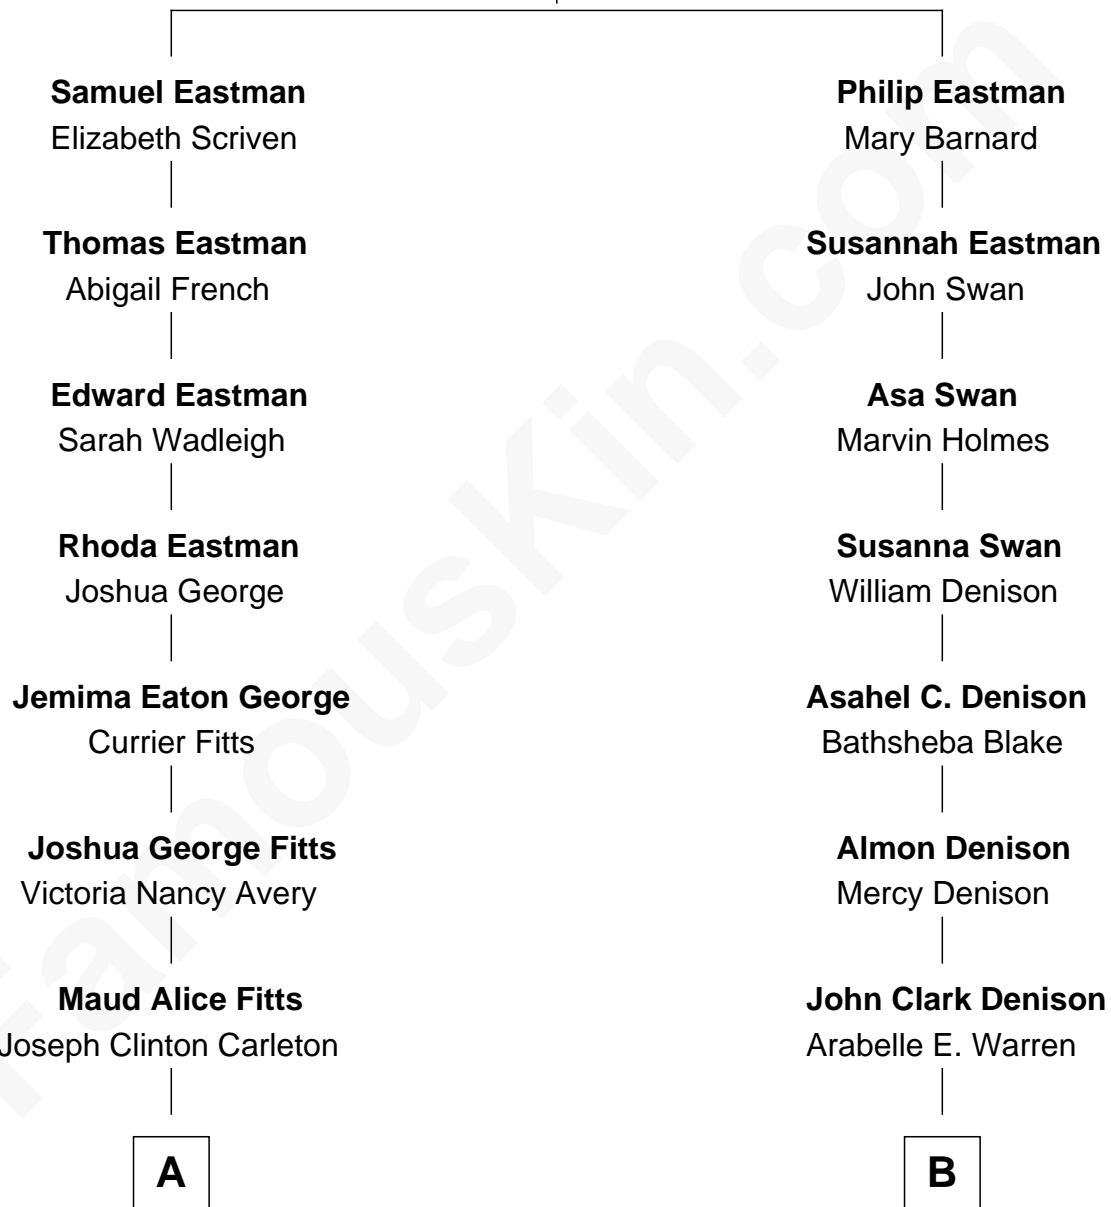 Samuel Eastman
Elizabeth Scriven
Philip Eastman
Mary Barnard
Thomas Eastman
Abigail French
Susannah Eastman
John Swan
Edward Eastman
Sarah Wadleigh
Asa Swan
Marvin Holmes
Rhoda Eastman
Joshua George
Susanna Swan
William Denison
Jemima Eaton George
Currier Fitts
Asahel C. Denison
Bathsheba Blake
Joshua George Fitts
Victoria Nancy Avery
Almon Denison
Mercy Denison
Maud Alice Fitts
Joseph Clinton Carleton
John Clark Denison
Arabelle E. Warren
A
B
FamousKin.com